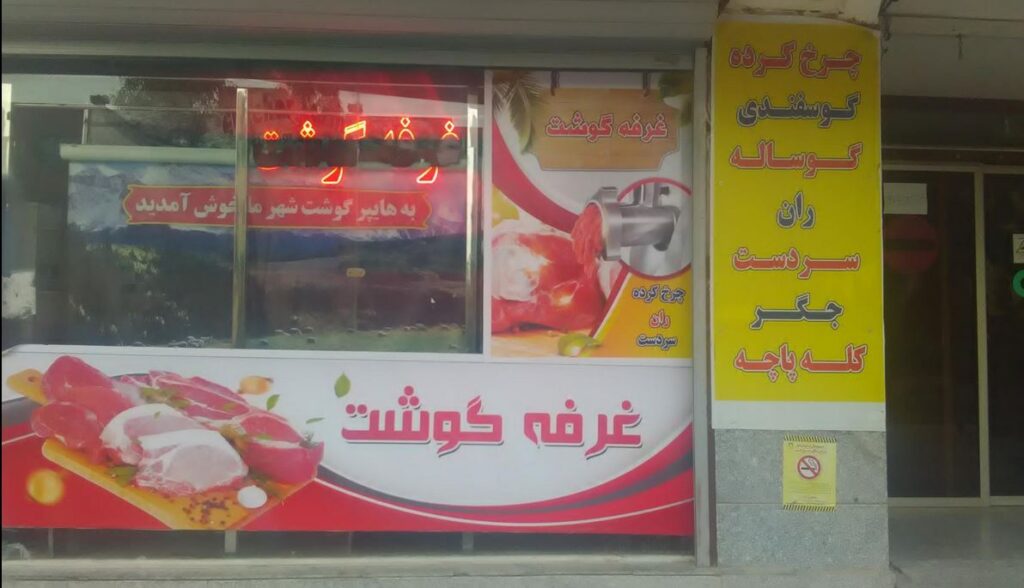 غرفه گوشت
به هایپر گوشت شهر ما خوش آمدید
غرفه گوشت
چرخ کرده
ران
سردست
غرفه گوشت
چرخ کرده
گوسفندی
گوساله
ران
سردست
جگر
کله پاچه